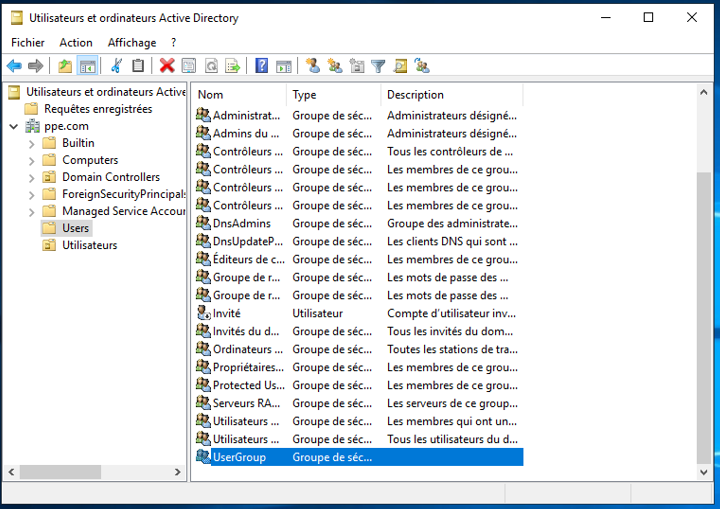 Utilisateurs et ordinateurs Active Directory
Fichier Action Affichage ?
Utilisateurs et ordinateurs Active
Requêtes enregistrées
ppe.com
Builtin
Computers
Domain Controllers
ForeignSecurityPrincipals
Managed Service Accou
Users
Utilisateurs
Nom Type Description
Administrat... Groupe de séc... Administrateurs désigné...
Admins du ... Groupe de séc... Administrateurs désigné...
Contrôleurs ... Groupe de séc... Tous les contrôleurs de ...
Contrôleurs ... Groupe de séc... Les membres de ce grou...
Contrôleurs ... Groupe de séc... Les membres de ce grou...
Contrôleurs ... Groupe de séc... Les membres de ce grou...
DnsAdmins Groupe de séc... Groupe des administrate...
DnsUpdateP... Groupe de séc... Les clients DNS qui sont ...
Éditeurs de c... Groupe de séc... Les membres de ce grou...
Groupe de r... Groupe de séc... Les mots de passe des ...
Groupe de r... Groupe de séc... Les mots de passe des ...
Invité Utilisateur Compte d'utilisateur inv...
Invités du d... Groupe de séc... Tous les invités du dom...
Ordinateurs ... Groupe de séc... Toutes les stations de tra...
Propriétaires... Groupe de séc... Les membres de ce grou...
Protected Us... Groupe de séc... Les membres de ce grou...
Serveurs RA... Groupe de séc... Les serveurs de ce group...
Utilisateurs ... Groupe de séc... Les membres qui ont un...
Utilisateurs ... Groupe de séc... Tous les utilisateurs du d...
UserGroup Groupe de séc...